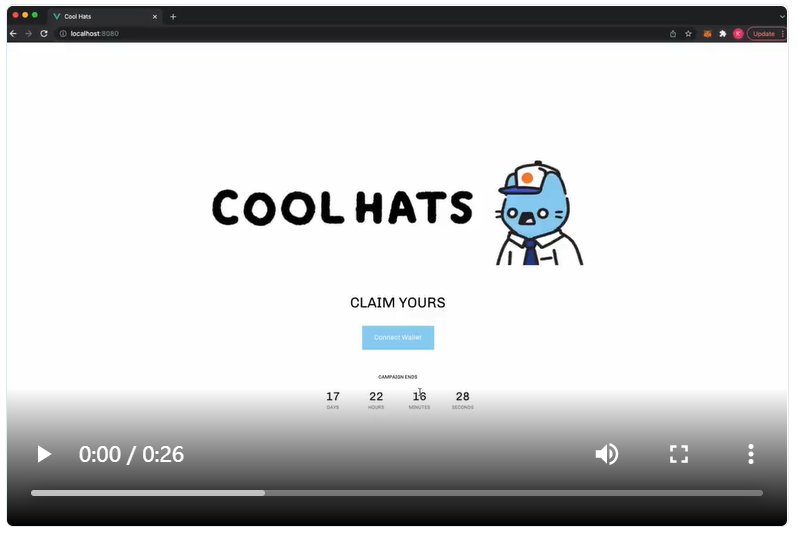 Cool Hats
localhost:8080
K
Update
COOL HATS
CLAIM YOURS
Connect Wallet
CAMPAIGN ENDS
17 22 16 28
DAYS HOURS MINUTES SECONDS
0:00 / 0:26